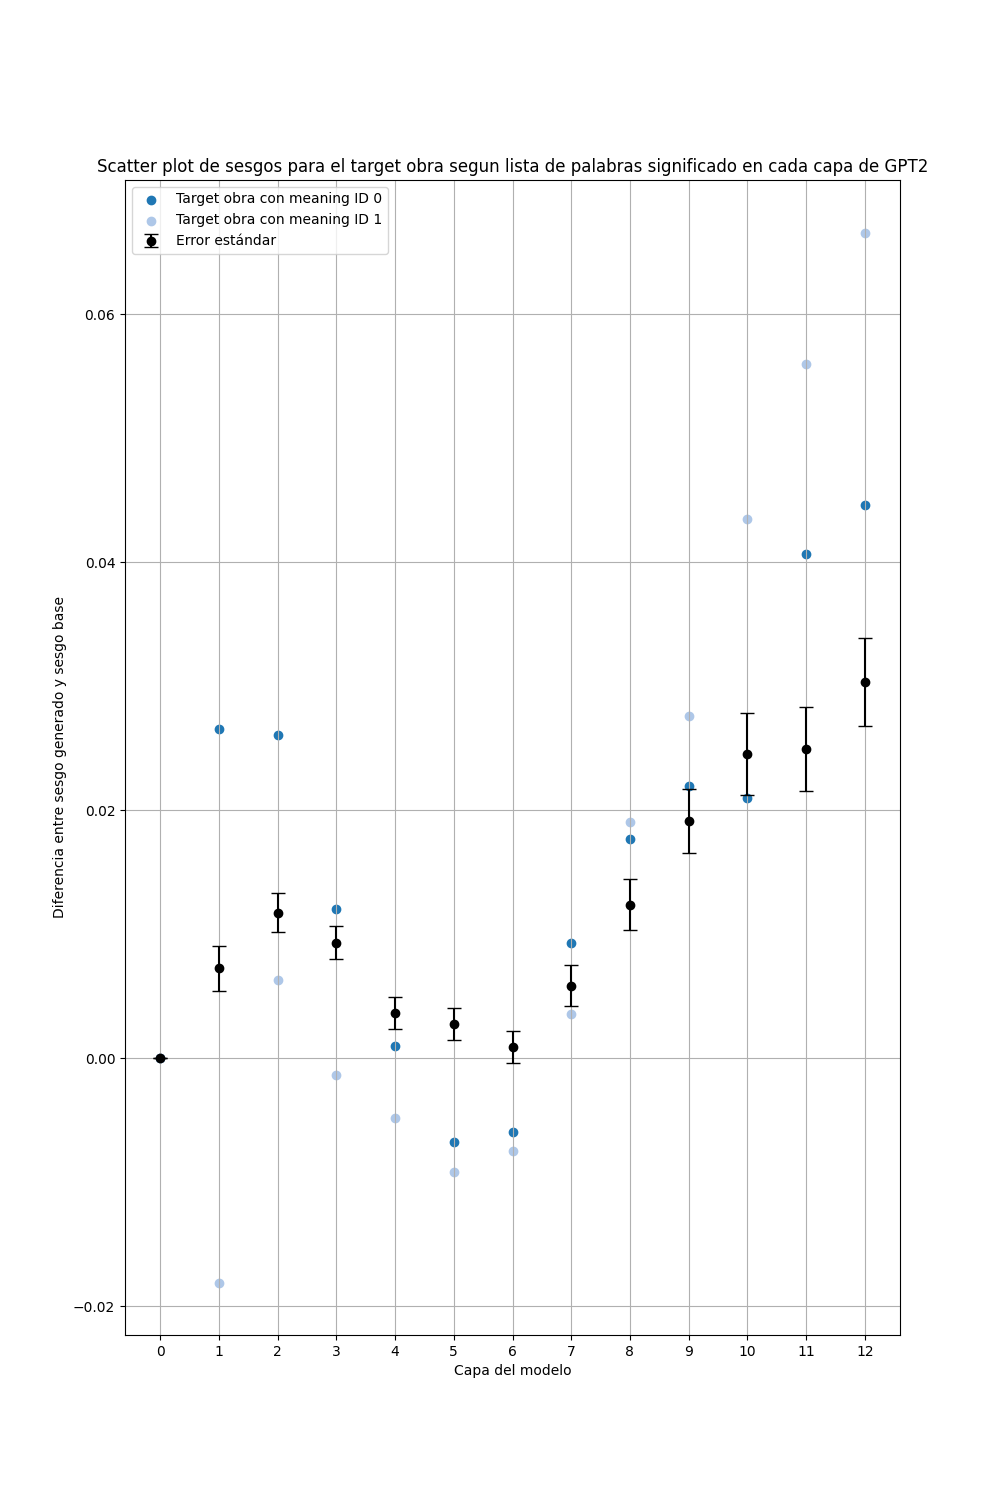 Scatter plot de sesgos para el target obra segun lista de palabras significado en cada capa de GPT2
Target obra con meaning ID 0
Target obra con meaning ID 1
Error estándar
Diferencia entre sesgo generado y sesgo base
0.06
0.04
0.02
0.00
−0.02
0 1 2 3 4 5 6 7 8 9 10 11 12
Capa del modelo